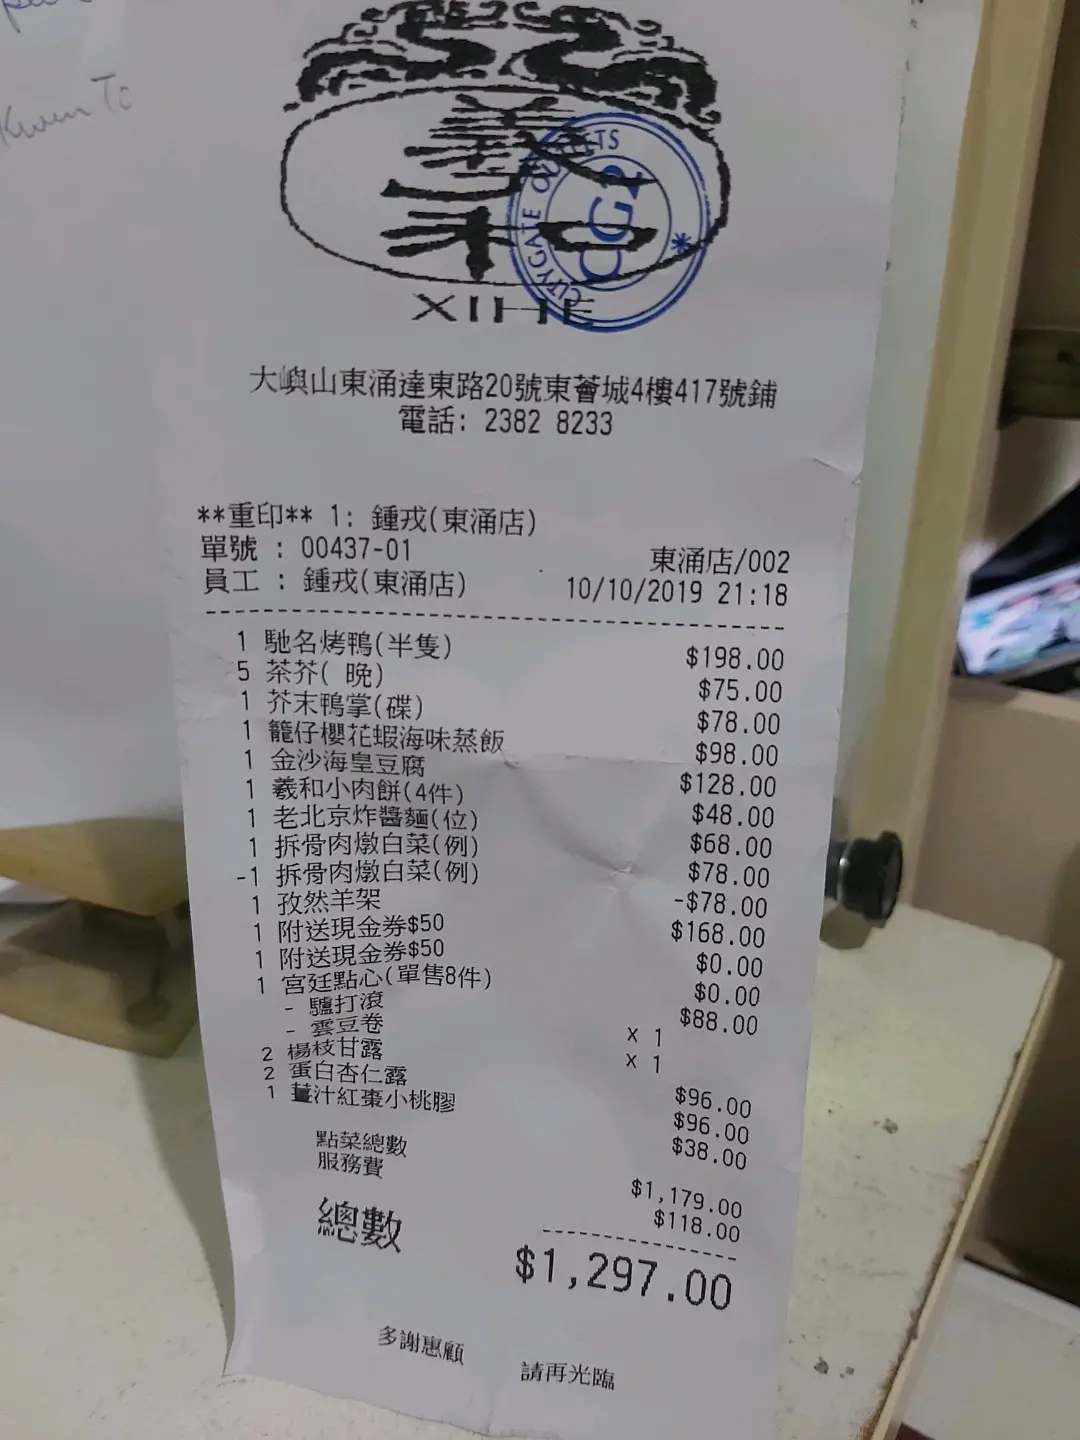 Kwun To
羲和
CITYGATE OUTLETS
CG2
XIHE
大嶼山東涌達東路20號東薈城4樓417號鋪
電話: 2382 8233
**重印** 1: 鍾戎(東涌店)
單號 : 00437-01 東涌店/002
員工 : 鍾戎(東涌店) 10/10/2019 21:18
1 馳名烤鴨(半隻) $198.00
5 茶芥( 晚) $75.00
1 芥末鴨掌(碟) $78.00
1 籠仔櫻花蝦海味蒸飯 $98.00
1 金沙海皇豆腐 $128.00
1 羲和小肉餅(4件) $48.00
1 老北京炸醬麵(位) $68.00
1 拆骨肉燉白菜(例) $78.00
-1 拆骨肉燉白菜(例) -$78.00
1 孜然羊架 $168.00
1 附送現金券$50 $0.00
1 附送現金券$50 $0.00
1 宮廷點心(單售8件) $88.00
- 驢打滾 x 1
- 雲豆卷 x 1
2 楊枝甘露 $96.00
2 蛋白杏仁露 $96.00
1 薑汁紅棗小桃膠 $38.00
點菜總數 $1,179.00
服務費 $118.00
總數 $1,297.00
多謝惠顧 請再光臨